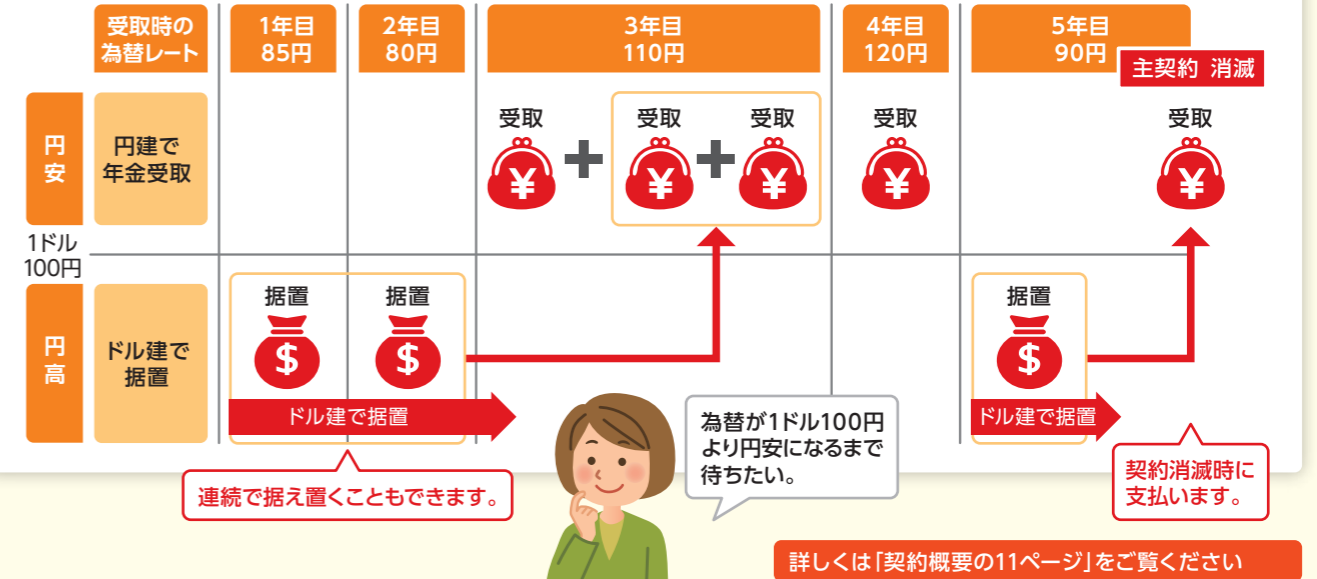 受取時の
為替レート
1年目
85円
2年目
80円
3年目
110円
4年目
120円
5年目
90円
主契約 消滅
円安
円建で
年金受取
受取
¥
+
受取
¥
+
受取
¥
受取
¥
受取
¥
1ドル
100円
円高
ドル建で
据置
据置
$
据置
$
据置
$
ドル建で据置
ドル建で据置
連続で据え置くこともできます。
為替が1ドル100円
より円安になるまで
待ちたい。
契約消滅時に
支払います。
詳しくは「契約概要の11ページ」をご覧ください